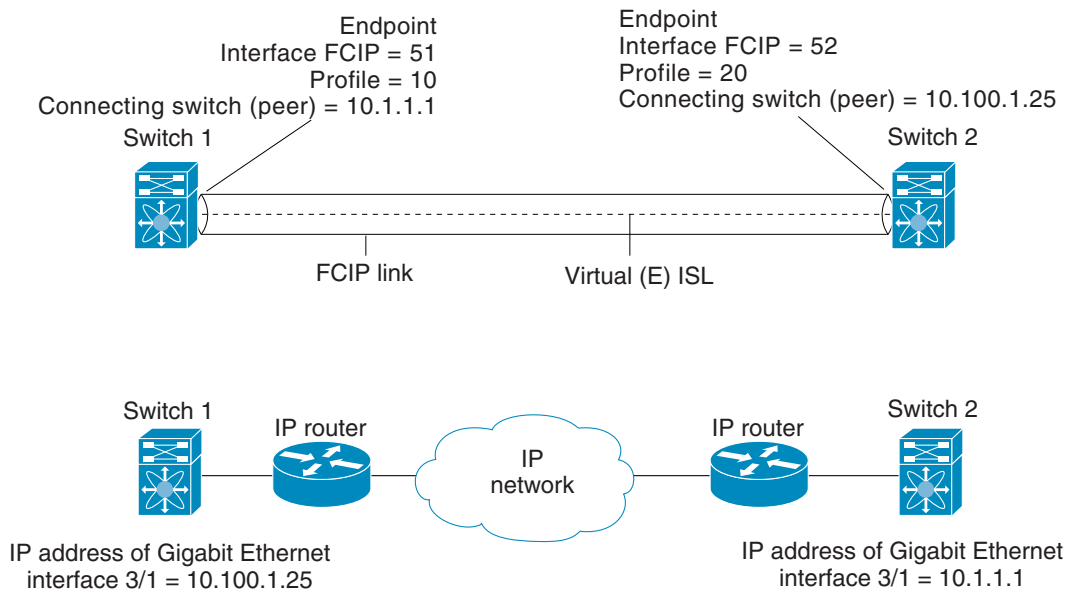 Endpoint
Interface FCIP = 51
Profile = 10
Connecting switch (peer) = 10.1.1.1
Switch 1
Endpoint
Interface FCIP = 52
Profile = 20
Connecting switch (peer) = 10.100.1.25
Switch 2
FCIP link
Virtual (E) ISL
Switch 1
IP router
IP
network
IP router
Switch 2
IP address of Gigabit Ethernet
interface 3/1 = 10.100.1.25
IP address of Gigabit Ethernet
interface 3/1 = 10.1.1.1